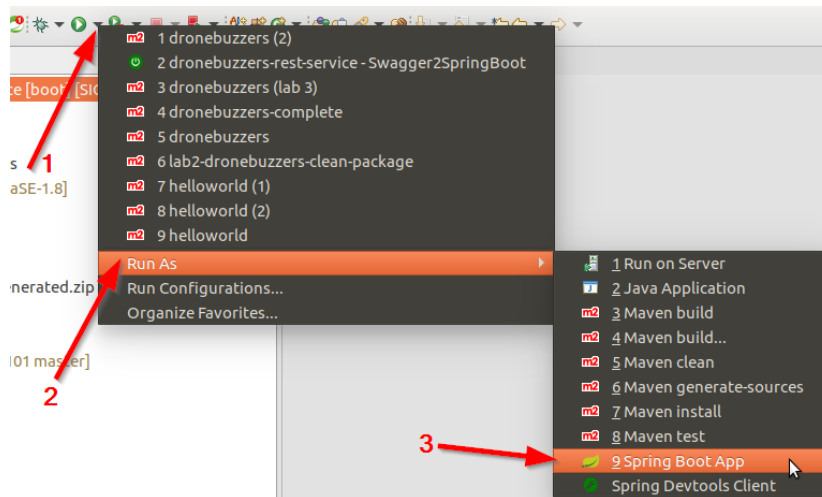 1 dronebuzzers (2)
2 dronebuzzers-rest-service - Swagger2SpringBoot
3 dronebuzzers (lab 3)
4 dronebuzzers-complete
5 dronebuzzers
6 lab2-dronebuzzers-clean-package
7 helloworld (1)
8 helloworld (2)
9 helloworld
Run As
Run Configurations...
Organize Favorites...
ce [boot] [SIC
s
1
aSE-1.8]
enerated.zip
101 master]
2
1 Run on Server
2 Java Application
3 Maven build
4 Maven build...
5 Maven clean
6 Maven generate-sources
7 Maven install
8 Maven test
3
9 Spring Boot App
Spring Devtools Client